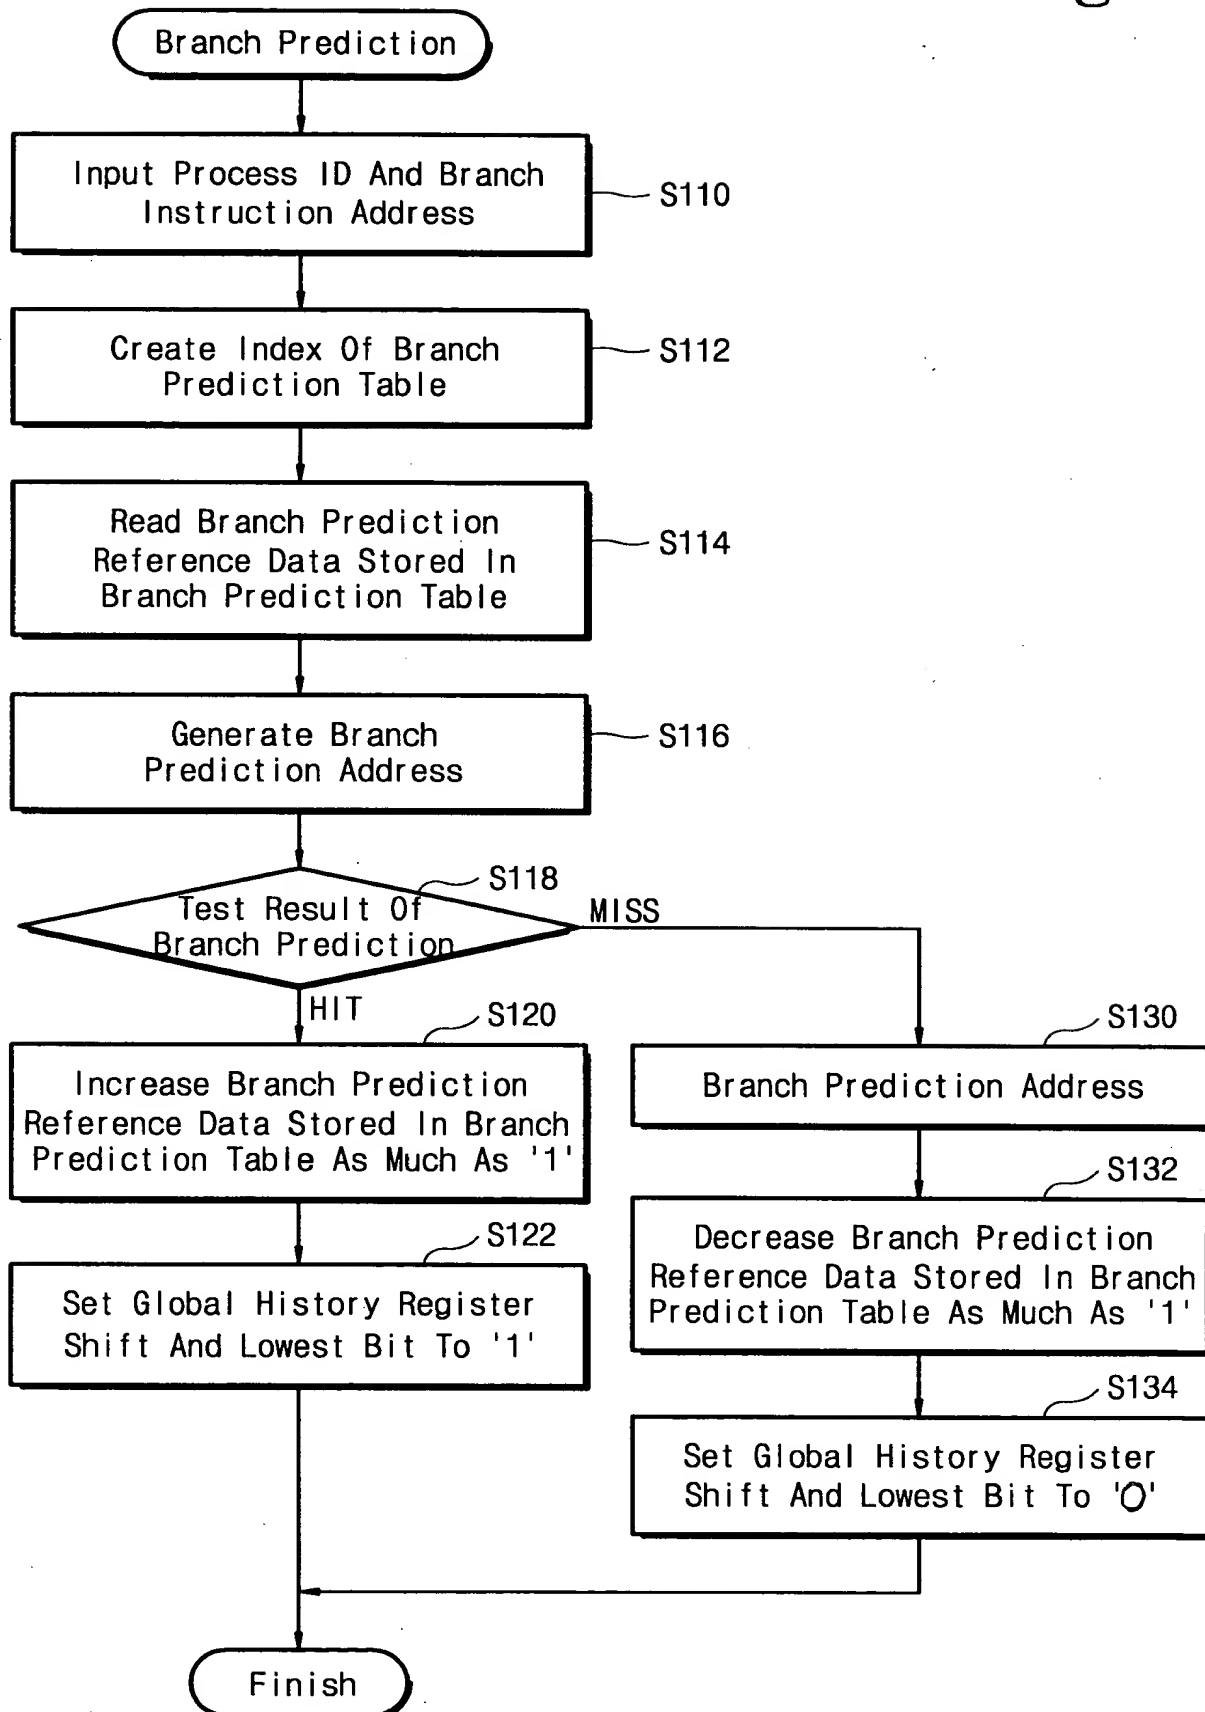 Branch Prediction
Input Process ID And Branch
Instruction Address
S110
Create Index Of Branch
Prediction Table
S112
Read Branch Prediction
Reference Data Stored In
Branch Prediction Table
S114
Generate Branch
Prediction Address
S116
S118
Test Result Of
Branch Prediction
MISS
HIT
S120
Increase Branch Prediction
Reference Data Stored In Branch
Prediction Table As Much As '1'
S122
Set Global History Register
Shift And Lowest Bit To '1'
S130
Branch Prediction Address
S132
Decrease Branch Prediction
Reference Data Stored In Branch
Prediction Table As Much As '1'
S134
Set Global History Register
Shift And Lowest Bit To '0'
Finish